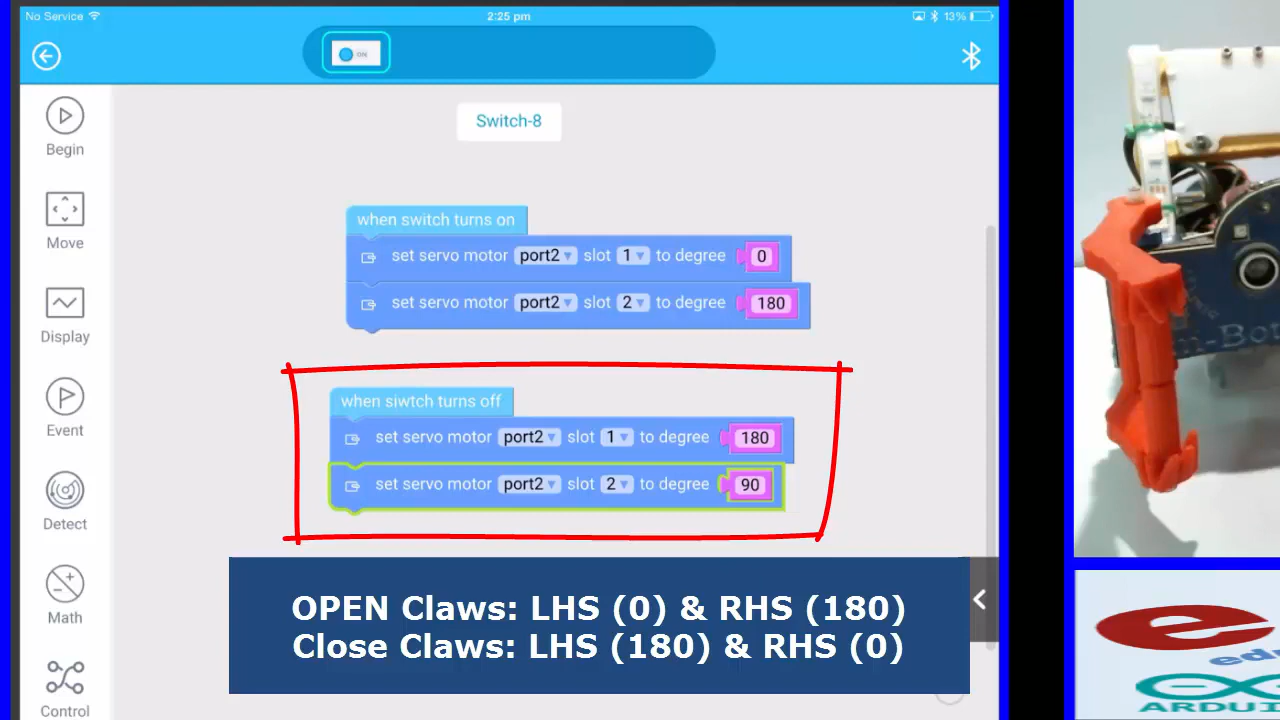 No Service
2:25 pm
13%
ON
Switch-8
Begin
Move
Display
Event
Detect
Math
Control
when switch turns on
set servo motor port2 slot 1 to degree 0
set servo motor port2 slot 2 to degree 180
when siwtch turns off
set servo motor port2 slot 1 to degree 180
set servo motor port2 slot 2 to degree 90
OPEN Claws: LHS (0) & RHS (180)
Close Claws: LHS (180) & RHS (0)
m-Bot
e
edu
ARDUI